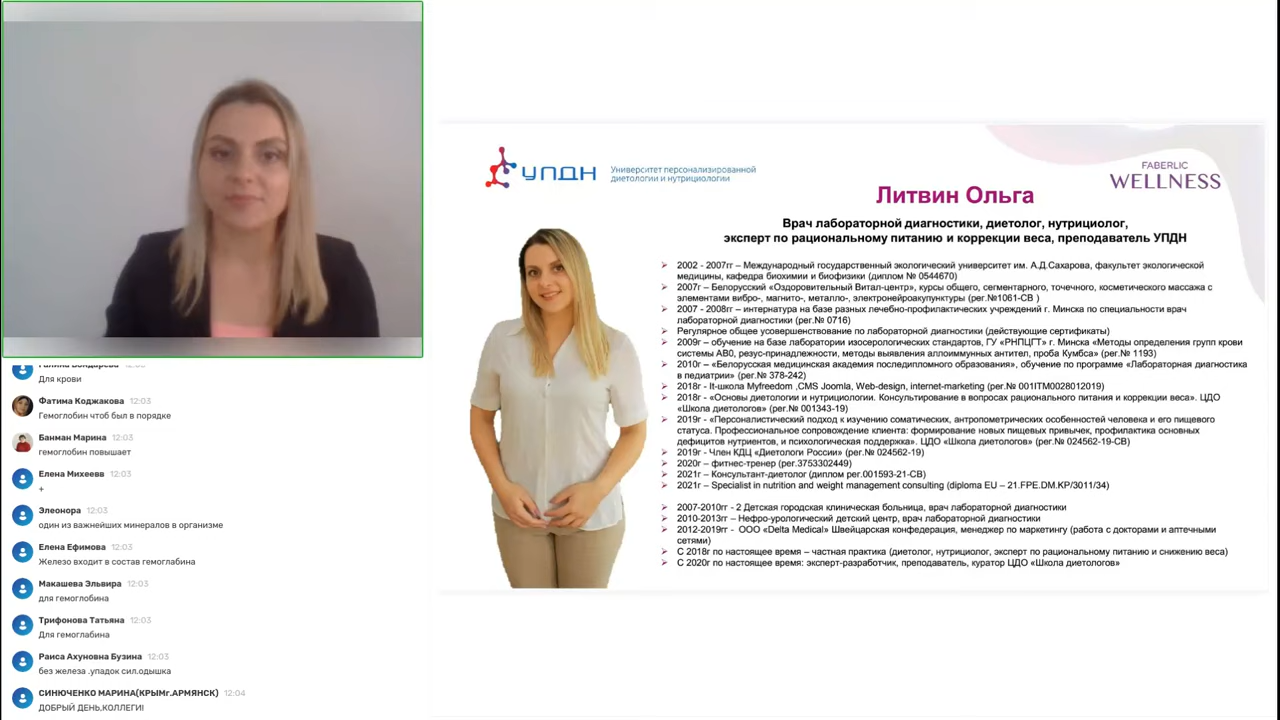 Для крови
Фатима Коджакова 12:03
Гемоглобин чтоб был в порядке
Банман Марина 12:03
гемоглобин повышает
Елена Михеевв 12:03
+
Элеонора 12:03
один из важнейших минералов в организме
Елена Ефимова 12:03
Железо входит в состав гемоглабина
Макашева Эльвира 12:03
для гемоглобина
Трифонова Татьяна 12:03
Для гемоглабина
Раиса Ахуновна Бузина 12:03
без железа .упадок сил.одышка
СИНЮЧЕНКО МАРИНА(КРЫМг.АРМЯНСК) 12:04
ДОБРЫЙ ДЕНЬ,КОЛЛЕГИ!
УПДН
Университет персонализированной
диетологии и нутрициологии
FABERLIC
WELLNESS
Литвин Ольга
Врач лабораторной диагностики, диетолог, нутрициолог,
эксперт по рациональному питанию и коррекции веса, преподаватель УПДН
2002 - 2007гг – Международный государственный экологический университет им. А.Д.Сахарова, факультет экологической
медицины, кафедра биохимии и биофизики (диплом № 0544670)
2007г – Белорусский «Оздоровительный Витал-центр», курсы общего, сегментарного, точечного, косметического массажа с
элементами вибро-, магнито-, металло-, электронейроакупунктуры (рег.№1061-СВ )
2007 - 2008гг – интернатура на базе разных лечебно-профилактических учреждений г. Минска по специальности врач
лабораторной диагностики (рег.№ 0716)
Регулярное общее усовершенствование по лабораторной диагностики (действующие сертификаты)
2009г – обучение на базе лаборатории изосерологических стандартов, ГУ «РНПЦГТ» г. Минска «Методы определения групп крови
системы АВ0, резус-принадлежности, методы выявления аллоиммунных антител, проба Кумбса» (рег.№ 1193)
2010г – «Белорусская медицинская академия последипломного образования», обучение по программе «Лабораторная диагностика
в педиатрии» (рег.№ 378-242)
2018г - It-школа Myfreedom ,CMS Joomla, Web-design, internet-marketing (рег.№ 001ITM0028012019)
2018г - «Основы диетологии и нутрициологии. Консультирование в вопросах рационального питания и коррекции веса». ЦДО
«Школа диетологов» (рег.№ 001343-19)
2019г - «Персоналистический подход к изучению соматических, антропометрических особенностей человека и его пищевого
статуса. Профессиональное сопровождение клиента: формирование новых пищевых привычек, профилактика основных
дефицитов нутриентов, и психологическая поддержка». ЦДО «Школа диетологов» (рег.№ 024562-19-СВ)
2019г - Член КДЦ «Диетологи России» (рег.№ 024562-19)
2020г – фитнес-тренер (рег.3753302449)
2021г – Консультант-диетолог (диплом рег.001593-21-СВ)
2021г – Specialist in nutrition and weight management consulting (diploma EU – 21.FPE.DM.KP/3011/34)
2007-2010гг - 2 Детская городская клиническая больница, врач лабораторной диагностики
2010-2013гг – Нефро-урологический детский центр, врач лабораторной диагностики
2012-2019гг - ООО «Delta Medical» Швейцарская конфедерация, менеджер по маркетингу (работа с докторами и аптечными
сетями)
С 2018г по настоящее время – частная практика (диетолог, нутрициолог, эксперт по рациональному питанию и снижению веса)
С 2020г по настоящее время: эксперт-разработчик, преподаватель, куратор ЦДО «Школа диетологов»